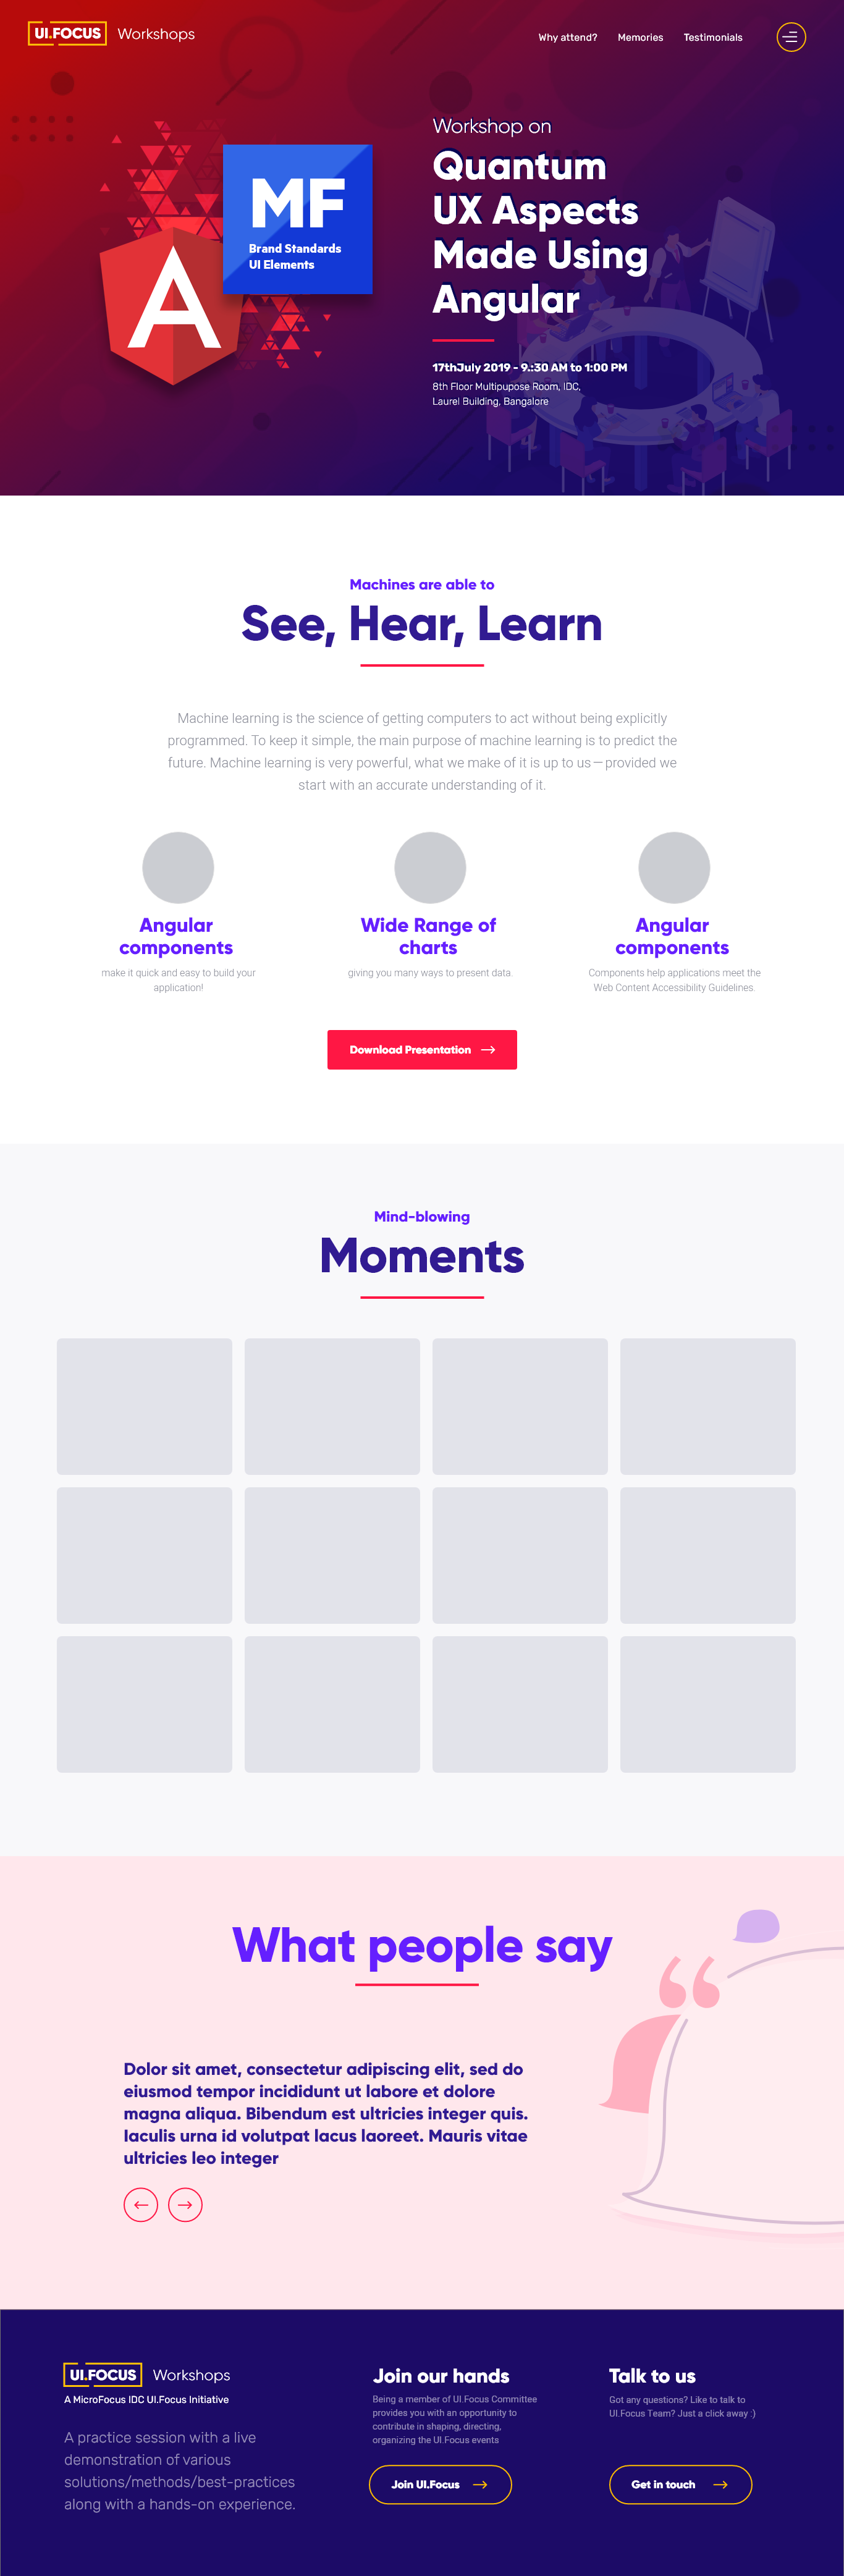 UI.FOCUS Workshops
Why attend? Memories Testimonials
Workshop on
Quantum
UX Aspects
Made Using
Angular
A
MF
Brand Standards
UI Elements
17thJuly 2019 - 9.:30 AM to 1:00 PM
8th Floor Multipupose Room, IDC,
Laurel Building, Bangalore
Machines are able to
See, Hear, Learn
Machine learning is the science of getting computers to act without being explicitly
programmed. To keep it simple, the main purpose of machine learning is to predict the
future. Machine learning is very powerful, what we make of it is up to us — provided we
start with an accurate understanding of it.
Angular
components
make it quick and easy to build your
application!
Wide Range of
charts
giving you many ways to present data.
Angular
components
Components help applications meet the
Web Content Accessibility Guidelines.
Download Presentation →
Mind-blowing
Moments
What people say
“
Dolor sit amet, consectetur adipiscing elit, sed do
eiusmod tempor incididunt ut labore et dolore
magna aliqua. Bibendum est ultricies integer quis.
Iaculis urna id volutpat lacus laoreet. Mauris vitae
ultricies leo integer
UI.FOCUS Workshops
A MicroFocus IDC UI.Focus Initiative
A practice session with a live
demonstration of various
solutions/methods/best-practices
along with a hands-on experience.
Join our hands
Being a member of UI.Focus Committee
provides you with an opportunity to
contribute in shaping, directing,
organizing the UI.Focus events
Join UI.Focus →
Talk to us
Got any questions? Like to talk to
UI.Focus Team? Just a click away :)
Get in touch →